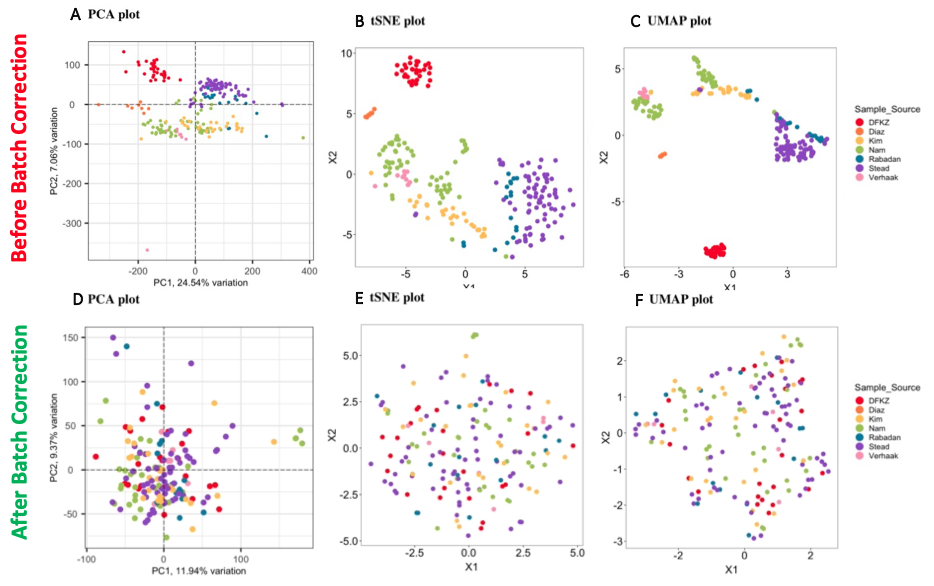 Before Batch Correction
A PCA plot
100
0
-100
-200
-300
PC2, 7.06% variation
-200 0 200 400
PC1, 24.54% variation
B tSNE plot
10
5
0
-5
X2
-5 0 5
X1
C UMAP plot
5
0
-5
X2
-6 -3 0 3
X1
Sample_Source
DFKZ
Diaz
Kim
Nam
Rabadan
Stead
Verhaak
After Batch Correction
D PCA plot
150
100
50
0
-50
PC2, 9.37% variation
-100 0 100
PC1, 11.94% variation
E tSNE plot
5.0
2.5
0.0
-2.5
-5.0
X2
-2.5 0.0 2.5 5.0
X1
F UMAP plot
2
1
0
-1
-2
-3
X2
-2 0 2
X1
Sample_Source
DFKZ
Diaz
Kim
Nam
Rabadan
Stead
Verhaak